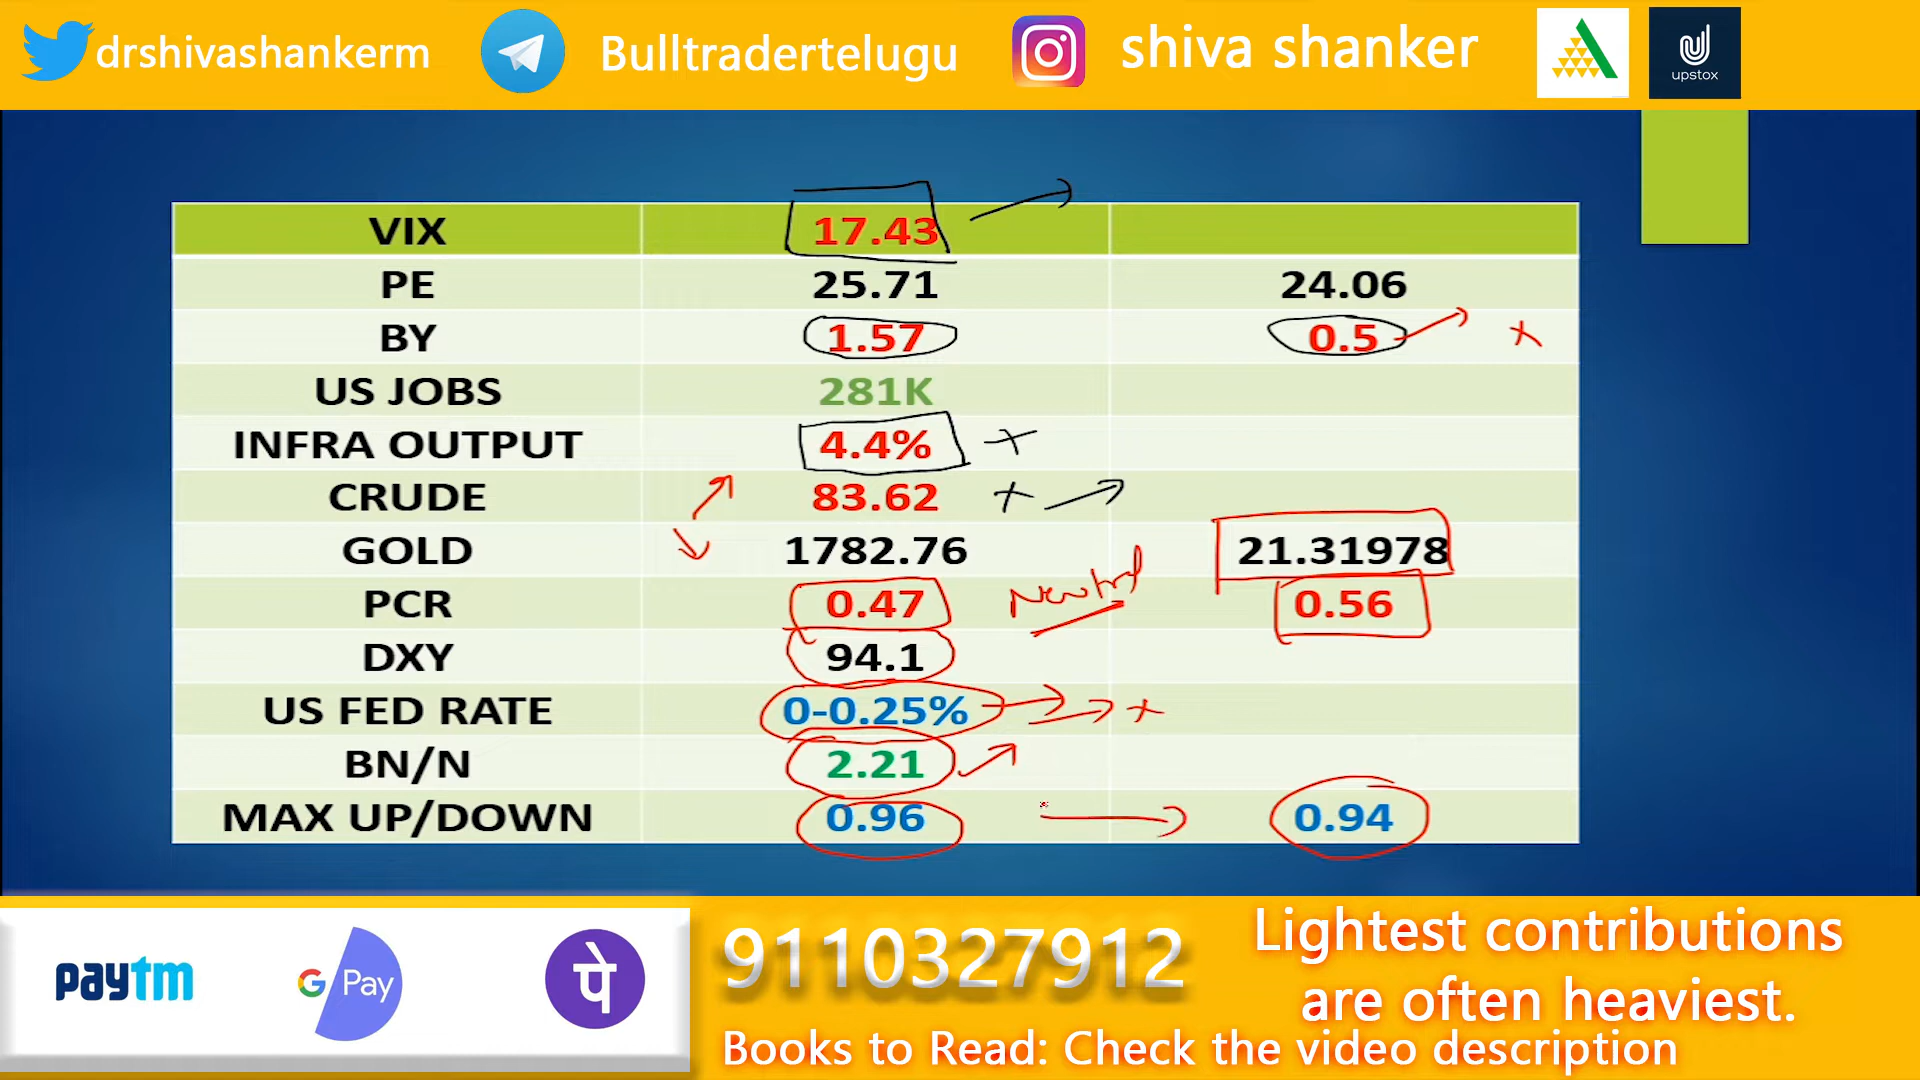 drshivashankerm Bulltradertelugu shiva shanker upstox
VIX 17.43
PE 25.71 24.06
BY 1.57 0.5
US JOBS 281K
INFRA OUTPUT 4.4%
CRUDE 83.62
GOLD 1782.76 21.31978
PCR 0.47 Neutral 0.56
DXY 94.1
US FED RATE 0-0.25%
BN/N 2.21
MAX UP/DOWN 0.96 0.94
paytm G Pay पे
9110327912
Lightest contributions
are often heaviest.
Books to Read: Check the video description